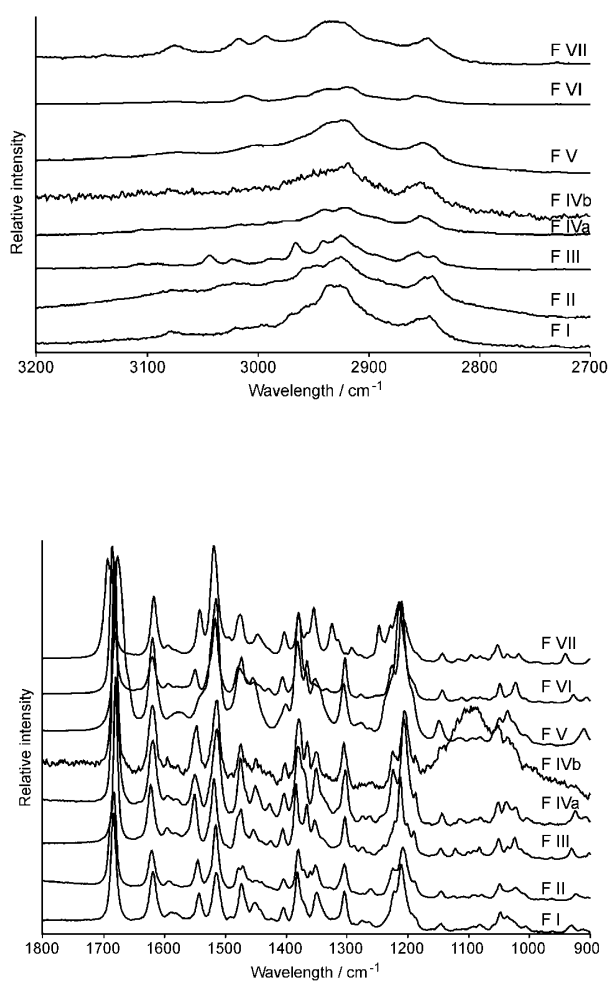 Relative intensity
F VII
F VI
F V
F IVb
F IVa
F III
F II
F I
3200 3100 3000 2900 2800 2700
Wavelength / cm-1
Relative intensity
F VII
F VI
F V
F IVb
F IVa
F III
F II
F I
1800 1700 1600 1500 1400 1300 1200 1100 1000 900
Wavelength / cm-1